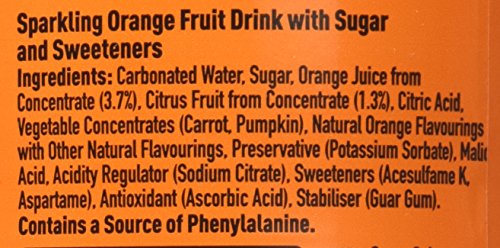 Sparkling Orange Fruit Drink with Sugar
and Sweeteners
Ingredients: Carbonated Water, Sugar, Orange Juice from
Concentrate (3.7%), Citrus Fruit from Concentrate (1.3%), Citric Acid,
Vegetable Concentrates (Carrot, Pumpkin), Natural Orange Flavourings
with Other Natural Flavourings, Preservative (Potassium Sorbate), Malic
Acid, Acidity Regulator (Sodium Citrate), Sweeteners (Acesulfame K,
Aspartame), Antioxidant (Ascorbic Acid), Stabiliser (Guar Gum).
Contains a Source of Phenylalanine.